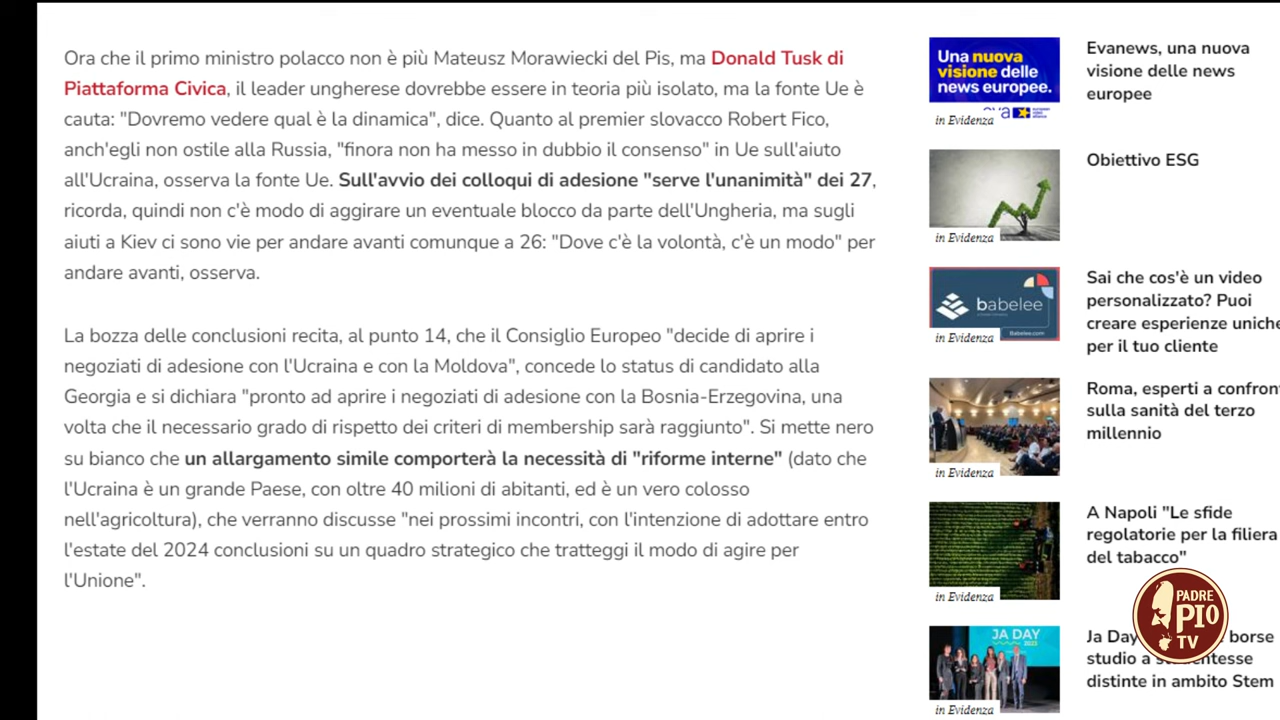 Ora che il primo ministro polacco non è più Mateusz Morawiecki del Pis, ma Donald Tusk di
Piattaforma Civica, il leader ungherese dovrebbe essere in teoria più isolato, ma la fonte Ue è
cauta: "Dovremo vedere qual è la dinamica", dice. Quanto al premier slovacco Robert Fico,
anch'egli non ostile alla Russia, "finora non ha messo in dubbio il consenso" in Ue sull'aiuto
all'Ucraina, osserva la fonte Ue. Sull'avvio dei colloqui di adesione "serve l'unanimità" dei 27,
ricorda, quindi non c'è modo di aggirare un eventuale blocco da parte dell'Ungheria, ma sugli
aiuti a Kiev ci sono vie per andare avanti comunque a 26: "Dove c'è la volontà, c'è un modo" per
andare avanti, osserva.
La bozza delle conclusioni recita, al punto 14, che il Consiglio Europeo "decide di aprire i
negoziati di adesione con l'Ucraina e con la Moldova", concede lo status di candidato alla
Georgia e si dichiara "pronto ad aprire i negoziati di adesione con la Bosnia-Erzegovina, una
volta che il necessario grado di rispetto dei criteri di membership sarà raggiunto". Si mette nero
su bianco che un allargamento simile comporterà la necessità di "riforme interne" (dato che
l'Ucraina è un grande Paese, con oltre 40 milioni di abitanti, ed è un vero colosso
nell'agricoltura), che verranno discusse "nei prossimi incontri, con l'intenzione di adottare entro
l'estate del 2024 conclusioni su un quadro strategico che tratteggi il modo di agire per
l'Unione".
Una nuova
visione delle
news europee.
eva
in Evidenza
Evanews, una nuova
visione delle news
europee
in Evidenza
Obiettivo ESG
babelee
Babelee.com
in Evidenza
Sai che cos'è un video
personalizzato? Puoi
creare esperienze uniche
per il tuo cliente
in Evidenza
Roma, esperti a confron
sulla sanità del terzo
millennio
in Evidenza
A Napoli "Le sfide
regolatorie per la filiera
del tabacco"
JA DAY
2023
in Evidenza
Ja Day borse
studio a studentesse
distinte in ambito Stem
PADRE
PIO
TV